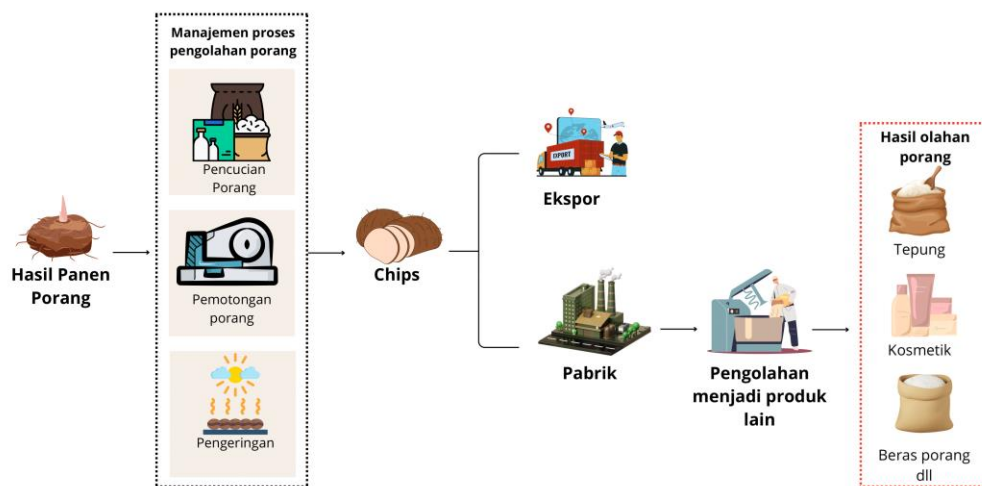 Manajemen proses
pengolahan porang
Pencucian
Porang
Pemotongan
porang
Pengeringan
Hasil Panen
Porang
Chips
EXPORT
Ekspor
Pabrik
Pengolahan
menjadi produk
lain
Hasil olahan
porang
Tepung
Kosmetik
Beras porang
dll